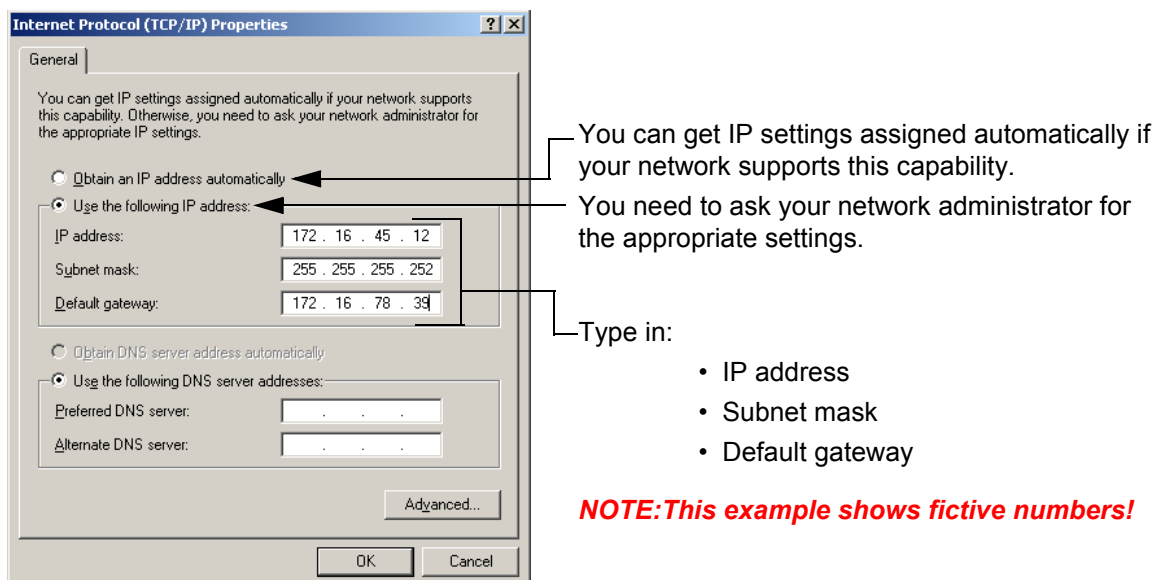 Internet Protocol (TCP/IP) Properties
General
You can get IP settings assigned automatically if your network supports
this capability. Otherwise, you need to ask your network administrator for
the appropriate IP settings.
Obtain an IP address automatically
Use the following IP address:
IP address:
172 . 16 . 45 . 12
Subnet mask:
255 . 255 . 255 . 252
Default gateway:
172 . 16 . 78 . 39
Obtain DNS server address automatically
Use the following DNS server addresses:
Preferred DNS server:
. . .
Alternate DNS server:
. . .
Advanced...
OK
Cancel
You can get IP settings assigned automatically if
your network supports this capability.
You need to ask your network administrator for
the appropriate settings.
Type in:
• IP address
• Subnet mask
• Default gateway
NOTE:This example shows fictive numbers!